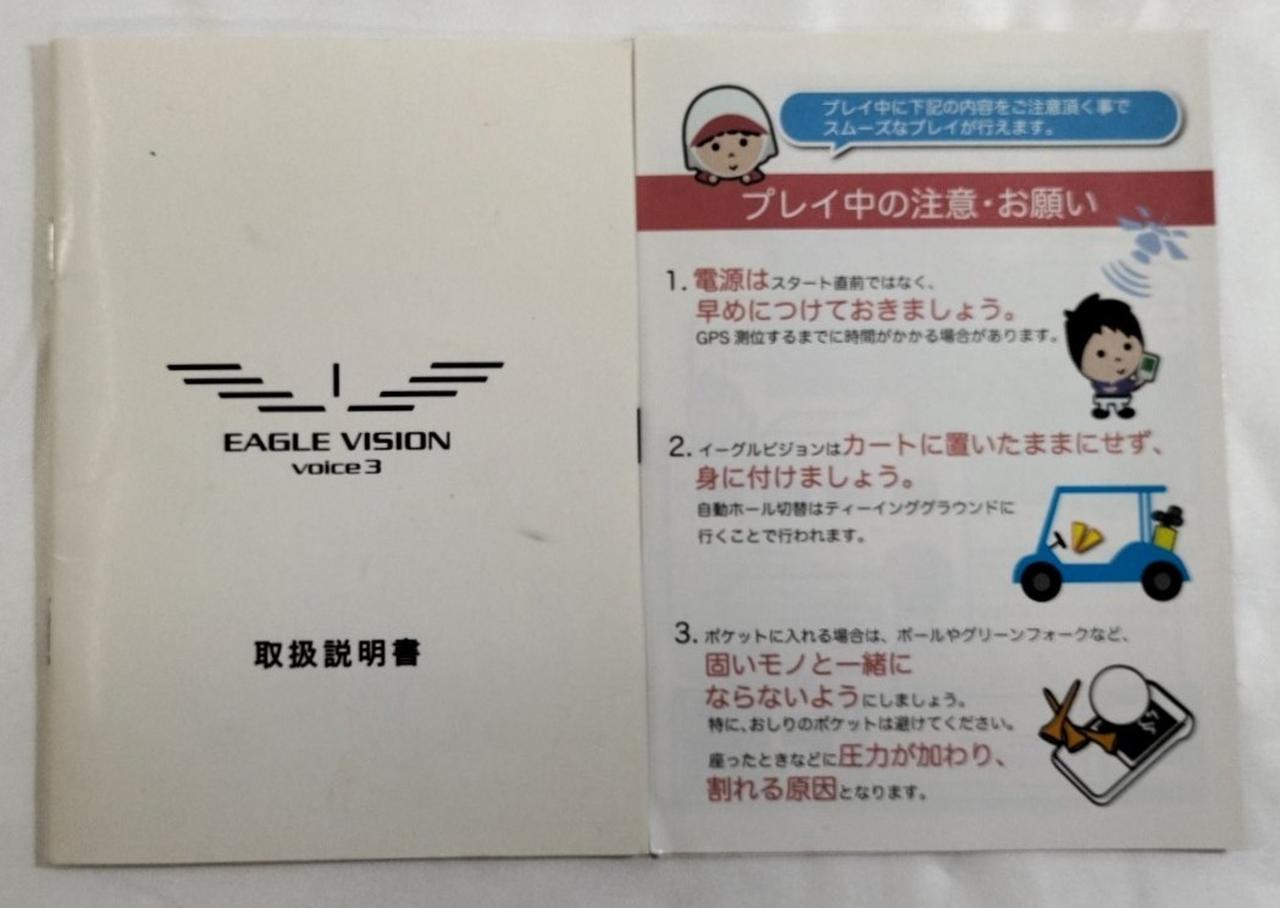 EAGLE VISION
voice3
取扱説明書
プレイ中に下記の内容をご注意頂く事で
スムーズなプレイが行えます。
プレイ中の注意・お願い
1. 電源はスタート直前ではなく、
早めにつけておきましょう。
GPS 測位するまでに時間がかかる場合があります。
2. イーグルビジョンはカートに置いたままにせず、
身に付けましょう。
自動ホール切替はティーインググラウンドに
行くことで行われます。
3. ポケットに入れる場合は、ボールやグリーンフォークなど、
固いモノと一緒に
ならないようにしましょう。
特に、おしりのポケットは避けてください。
座ったときなどに圧力が加わり、
割れる原因となります。